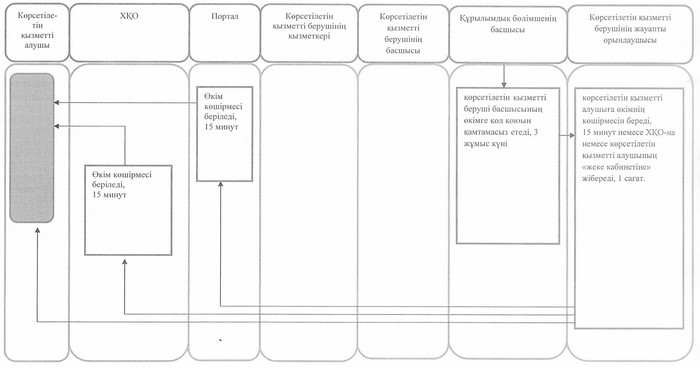 Көрсетіле-
тін
қызметті
алушы
ХҚО
Портал
Көрсетілетін
қызметті берушінің
қызметкері
Көрсетілетін
қызметті
берушінің
басшысы
Құрылымдық бөлімшенің
басшысы
Көрсетілетін қызметті
берушінің жауапты
орындаушысы
Өкім
көшірмесі
беріледі,
15 минут
Өкім көшірмесі
беріледі,
15 минут
көрсетілетін қызметті
беруші басшысының
өкімге қол қоюын
қамтамасыз етеді, 3
жұмыс күні
көрсетілетін қызметті
алушыға өкімнің
көшірмесін береді,
15 минут немесе ХҚО-на
немесе көрсетілетін
қызметті алушының
«жеке кабинетіне»
жібереді, 1 сағат.